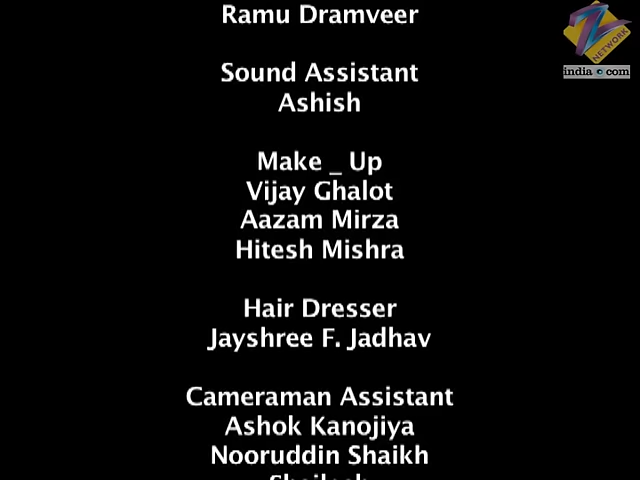 Ramu Dramveer
Sound Assistant
Ashish
Make _ Up
Vijay Ghalot
Aazam Mirza
Hitesh Mishra
Hair Dresser
Jayshree F. Jadhav
Cameraman Assistant
Ashok Kanojiya
Nooruddin Shaikh
Z
NETWORK
india com